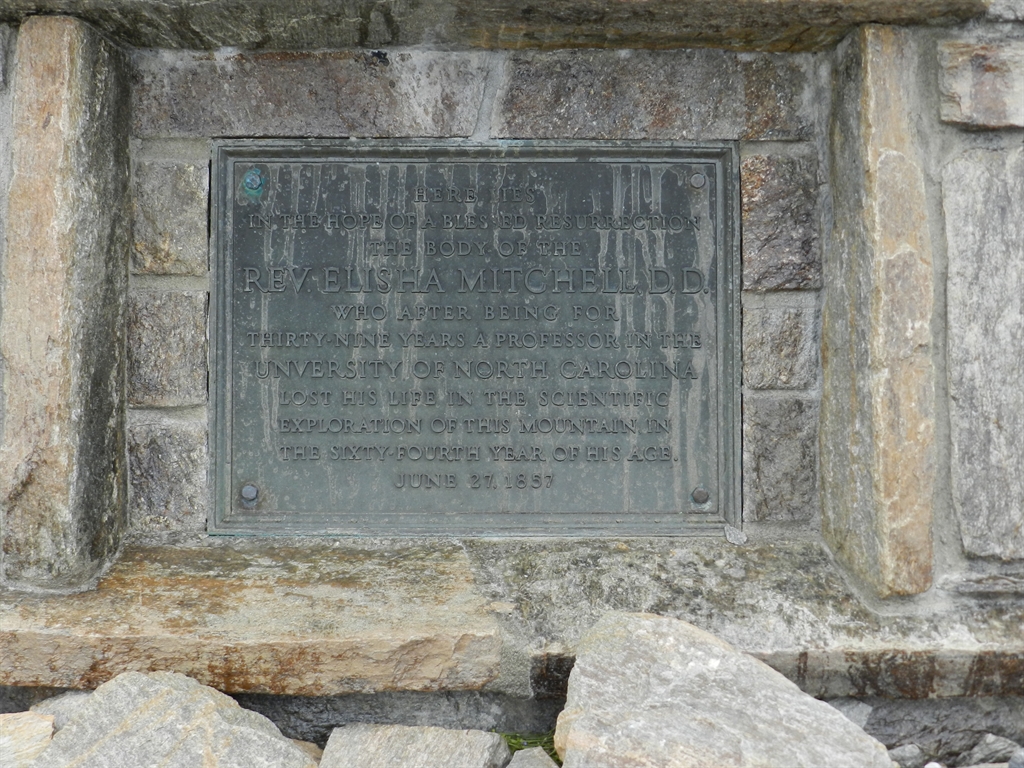 HERE LIES
IN THE HOPE OF A BLESSED RESURRECTION
THE BODY OF THE
REV. ELISHA MITCHELL, D.D.
WHO AFTER BEING FOR
THIRTY-NINE YEARS A PROFESSOR IN THE
UNVERSITY OF NORTH CAROLINA
LOST HIS LIFE IN THE SCIENTIFIC
EXPLORATION OF THIS MOUNTAIN IN
THE SIXTY-FOURTH YEAR OF HIS AGE.
JUNE 27, 1857